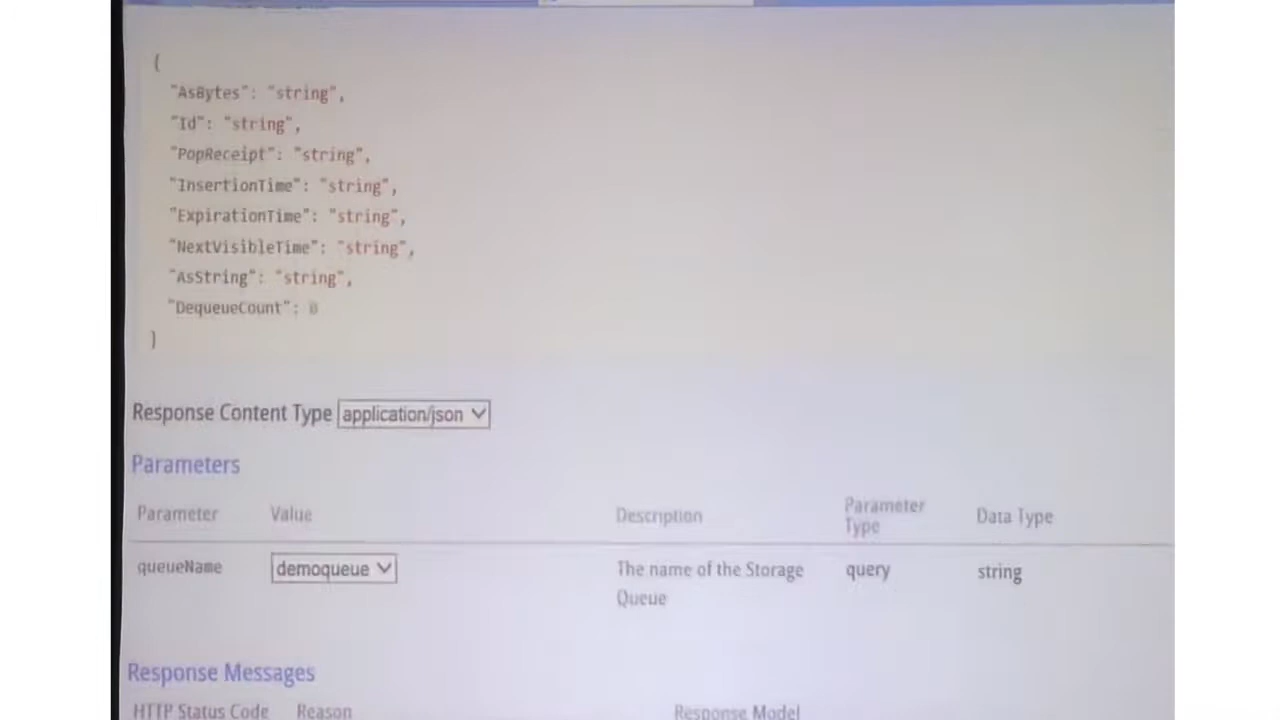 {
"AsBytes": "string",
"Id": "string",
"PopReceipt": "string",
"InsertionTime": "string",
"ExpirationTime": "string",
"NextVisibleTime": "string",
"AsString": "string",
"DequeueCount": 0
}
Response Content Type application/json
Parameters
Parameter Value Description Parameter Type Data Type
queueName demoqueue The name of the Storage Queue query string
Response Messages
HTTP Status Code Reason Response Model